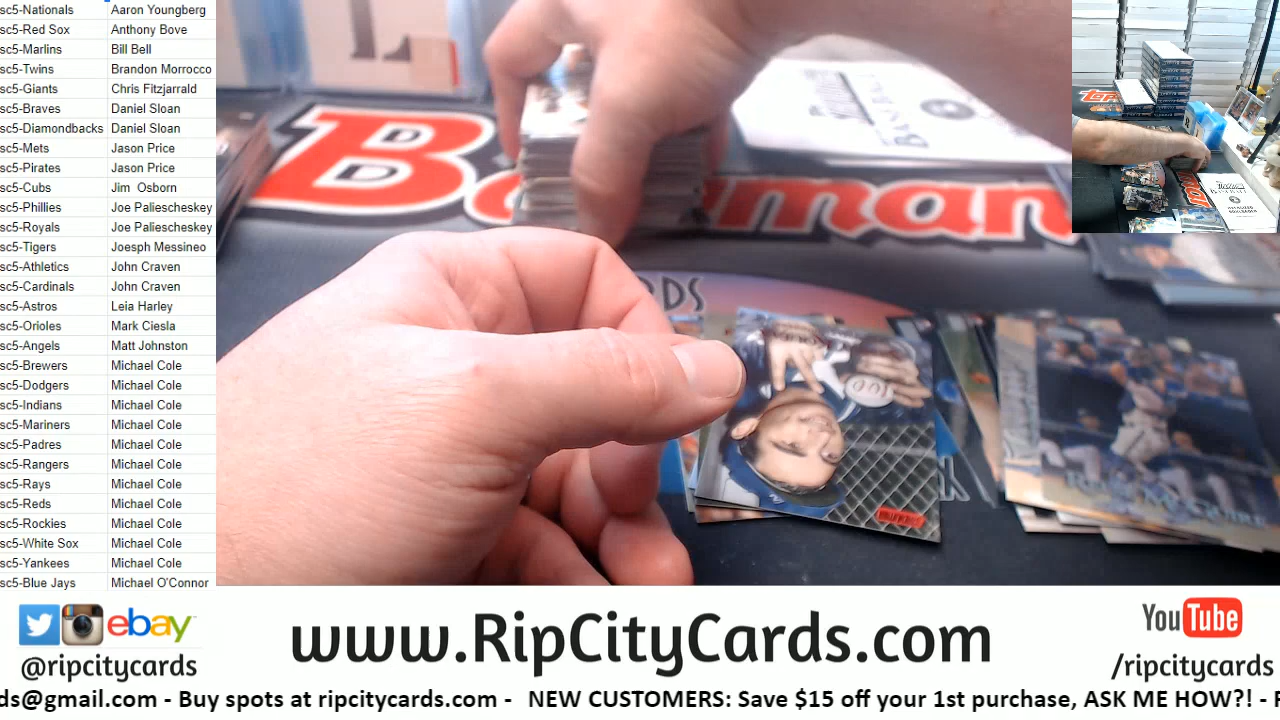 sc5-Nationals Aaron Youngberg
sc5-Red Sox Anthony Bove
sc5-Marlins Bill Bell
sc5-Twins Brandon Morrocco
sc5-Giants Chris Fitzjarrald
sc5-Braves Daniel Sloan
sc5-Diamondbacks Daniel Sloan
sc5-Mets Jason Price
sc5-Pirates Jason Price
sc5-Cubs Jim Osborn
sc5-Phillies Joe Paliescheskey
sc5-Royals Joe Paliescheskey
sc5-Tigers Joesph Messineo
sc5-Athletics John Craven
sc5-Cardinals John Craven
sc5-Astros Leia Harley
sc5-Orioles Mark Ciesla
sc5-Angels Matt Johnston
sc5-Brewers Michael Cole
sc5-Dodgers Michael Cole
sc5-Indians Michael Cole
sc5-Mariners Michael Cole
sc5-Padres Michael Cole
sc5-Rangers Michael Cole
sc5-Rays Michael Cole
sc5-Reds Michael Cole
sc5-Rockies Michael Cole
sc5-White Sox Michael Cole
sc5-Yankees Michael Cole
sc5-Blue Jays Michael O'Connor
Bowman
BASEBALL
ebay
@ripcitycards
www.RipCityCards.com
YouTube
/ripcitycards
ds@gmail.com - Buy spots at ripcitycards.com - NEW CUSTOMERS: Save $15 off your 1st purchase, ASK ME HOW?! -